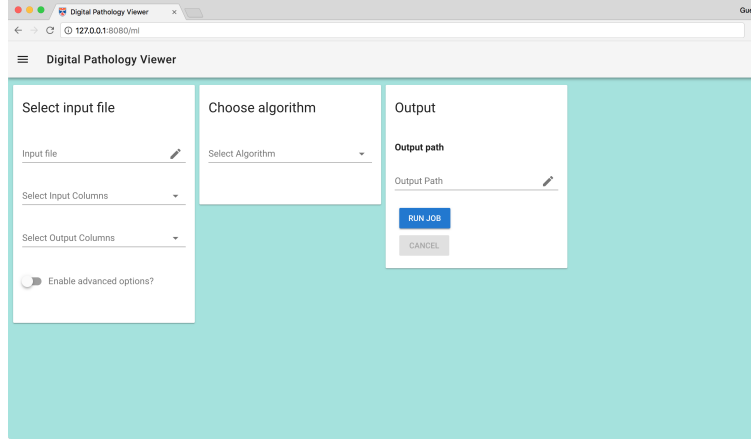 Digital Pathology Viewer
Gue
127.0.0.1:8080/ml
Digital Pathology Viewer
Select input file
Input file
Select Input Columns
Select Output Columns
Enable advanced options?
Choose algorithm
Select Algorithm
Output
Output path
Output Path
RUN JOB
CANCEL